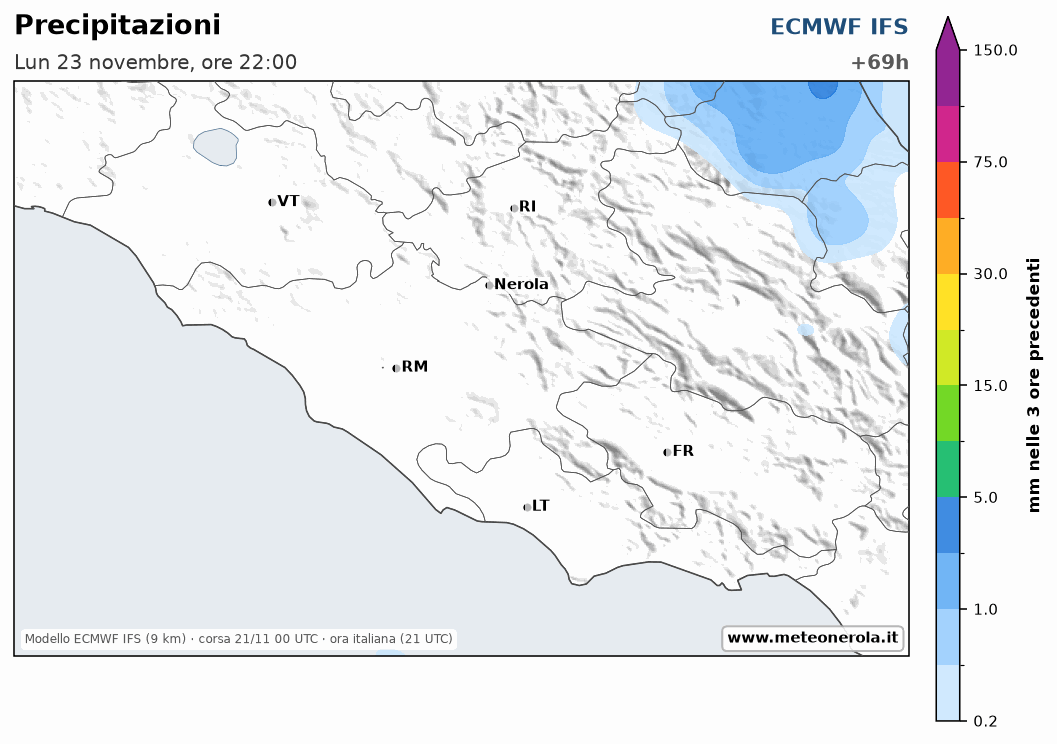 Precipitazioni
ECMWF IFS
Lun 23 novembre, ore 22:00
+69h
VT
RI
Nerola
RM
FR
LT
Modello ECMWF IFS (9 km) · corsa 21/11 00 UTC · ora italiana (21 UTC)
www.meteonerola.it
150.0
75.0
30.0
15.0
5.0
1.0
0.2
mm nelle 3 ore precedenti